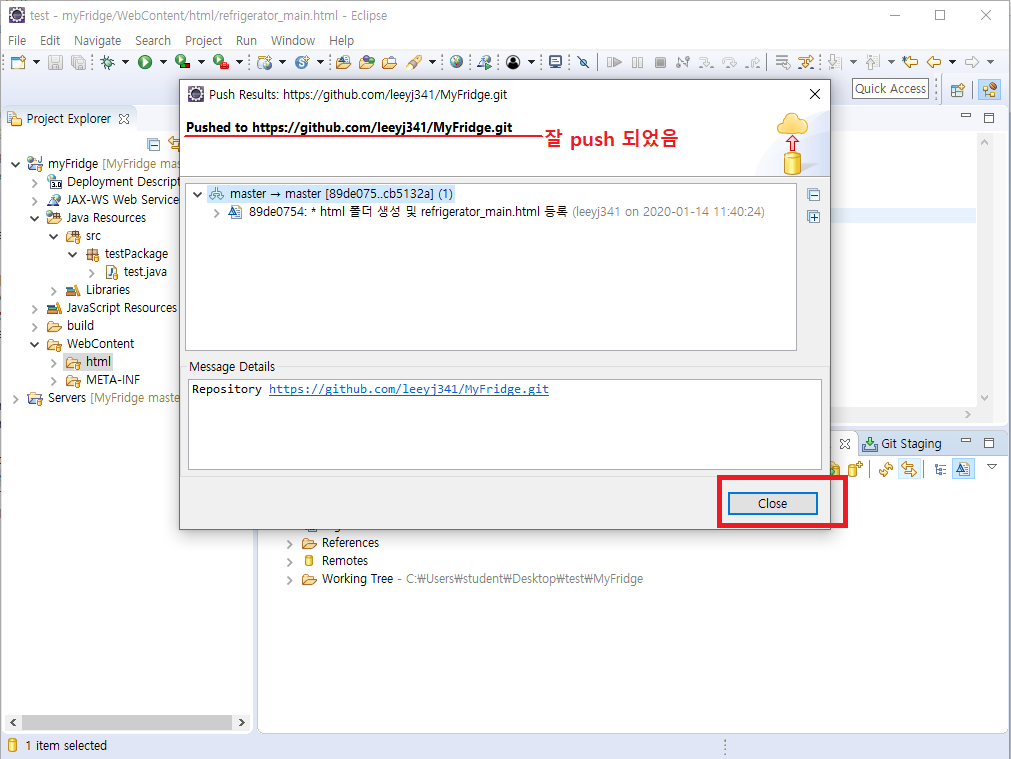 test - myFridge/WebContent/html/refrigerator_main.html - Eclipse
File Edit Navigate Search Project Run Window Help
Quick Access
Project Explorer
myFridge [MyFridge mas
Deployment Descript
JAX-WS Web Service
Java Resources
src
testPackage
test.java
Libraries
JavaScript Resources
build
WebContent
html
META-INF
Servers [MyFridge maste
Push Results: https://github.com/leeyj341/MyFridge.git
Pushed to https://github.com/leeyj341/MyFridge.git
잘 push 되었음
master → master [89de075..cb5132a] (1)
89de0754: * html 폴더 생성 및 refrigerator_main.html 등록 (leeyj341 on 2020-01-14 11:40:24)
Message Details
Repository https://github.com/leeyj341/MyFridge.git
Close
Git Staging
References
Remotes
Working Tree - C:₩Users₩student₩Desktop₩test₩MyFridge
1 item selected